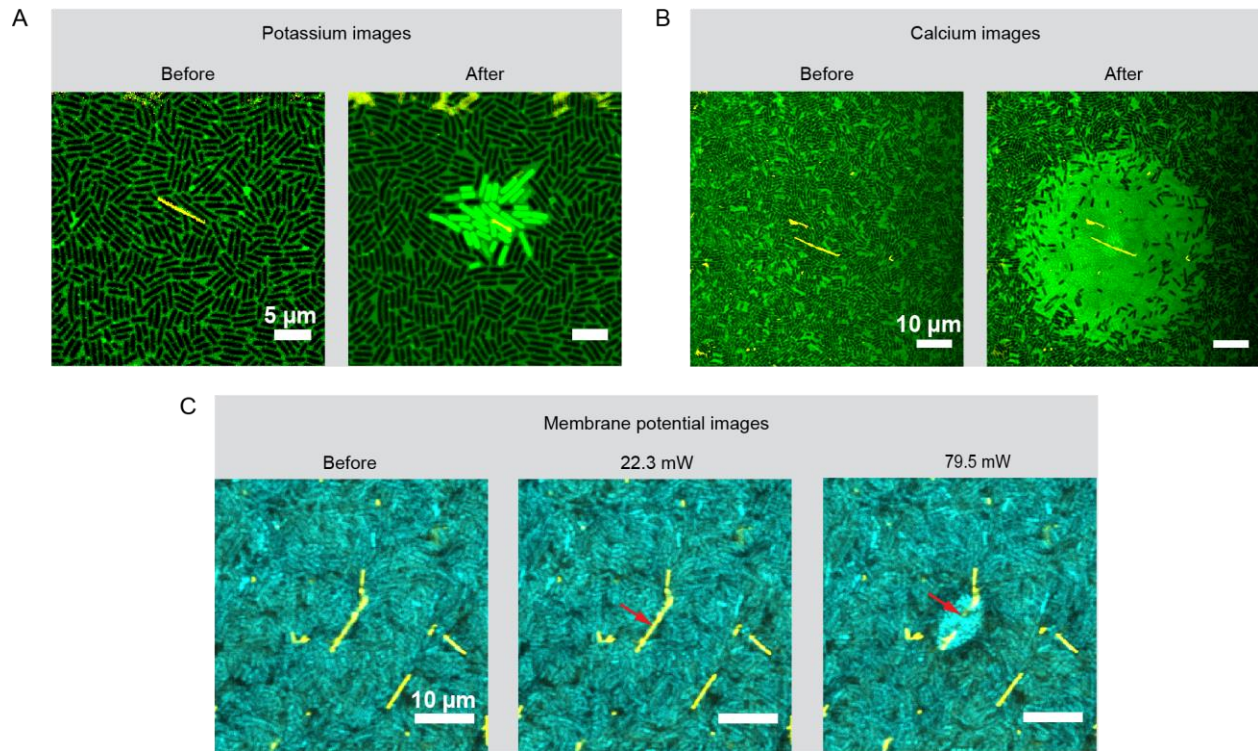 A
Potassium images
Before
After
5 µm
B
Calcium images
Before
After
10 µm
C
Membrane potential images
Before
22.3 mW
79.5 mW
10 µm